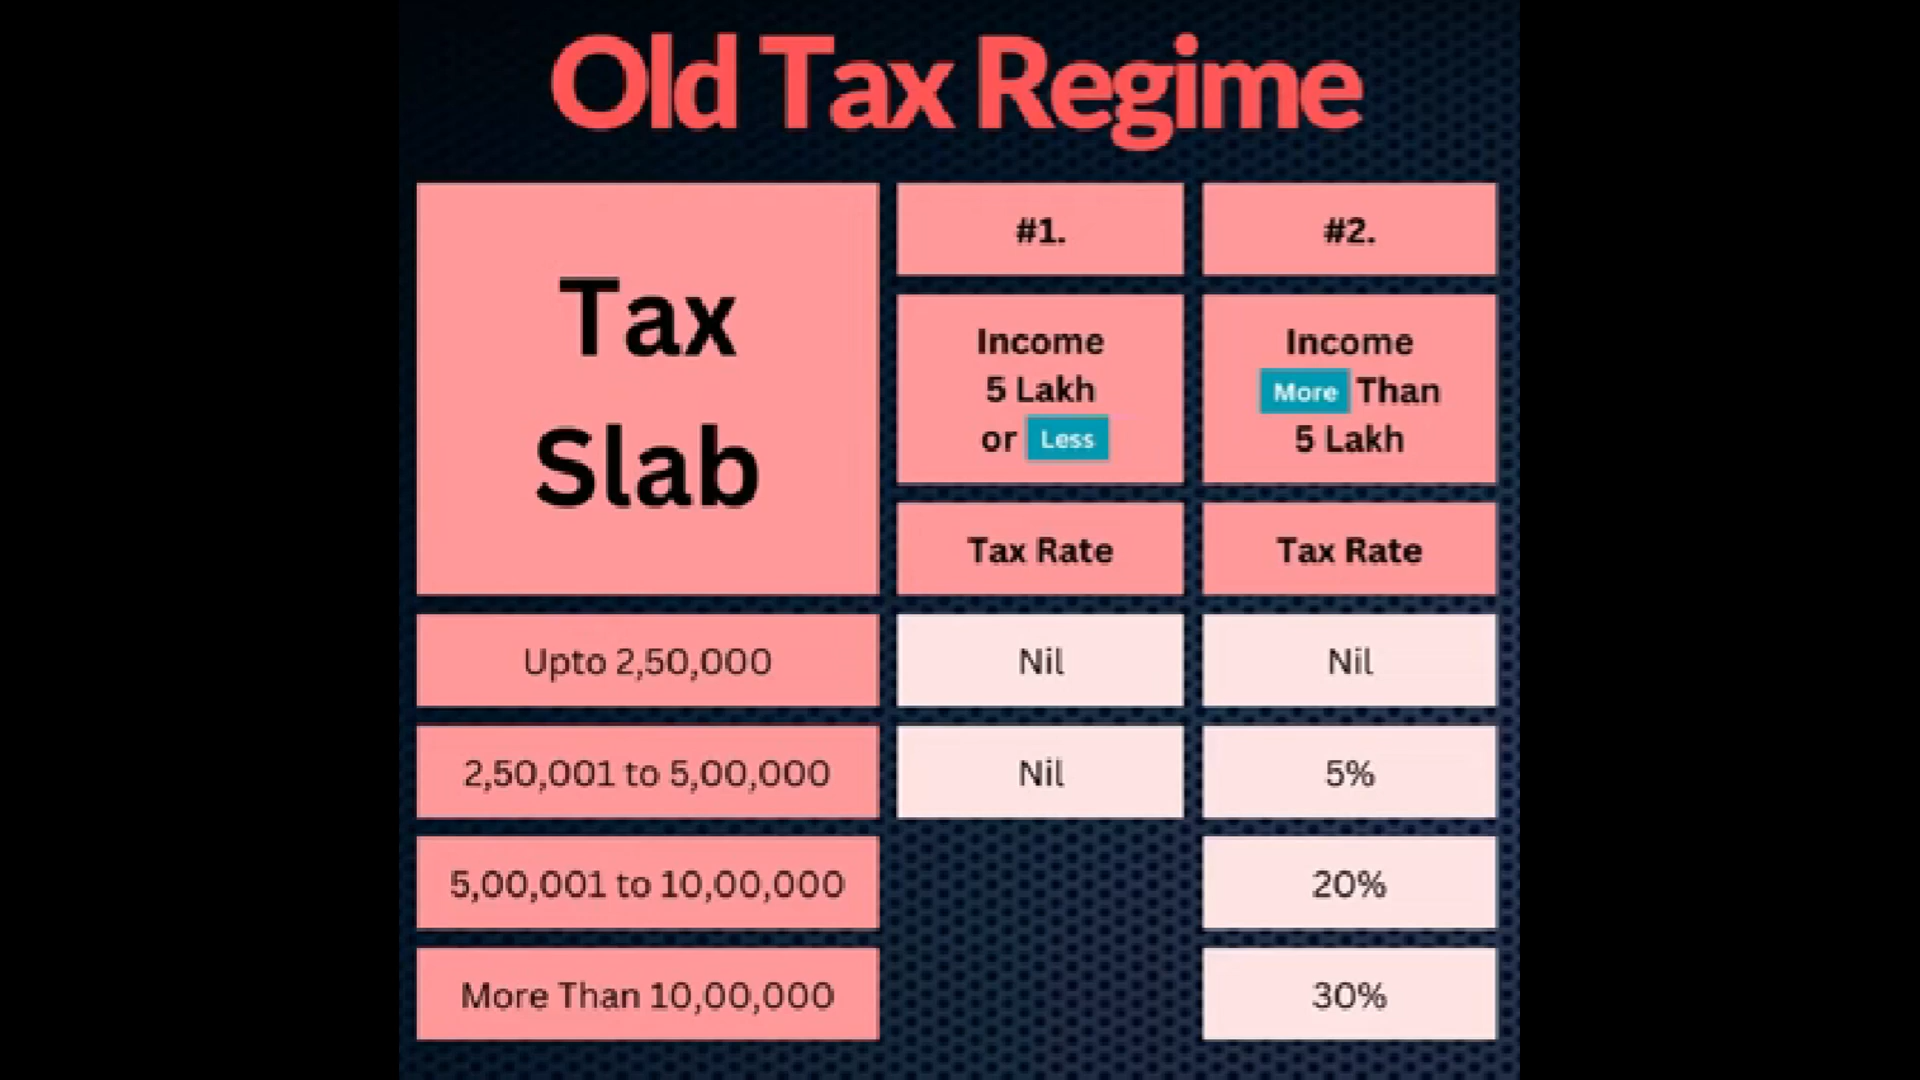 Old Tax Regime
Tax
Slab
#1.
#2.
Income
5 Lakh
or Less
Income
More Than
5 Lakh
Tax Rate
Tax Rate
Upto 2,50,000
Nil
Nil
2,50,001 to 5,00,000
Nil
5%
5,00,001 to 10,00,000
20%
More Than 10,00,000
30%